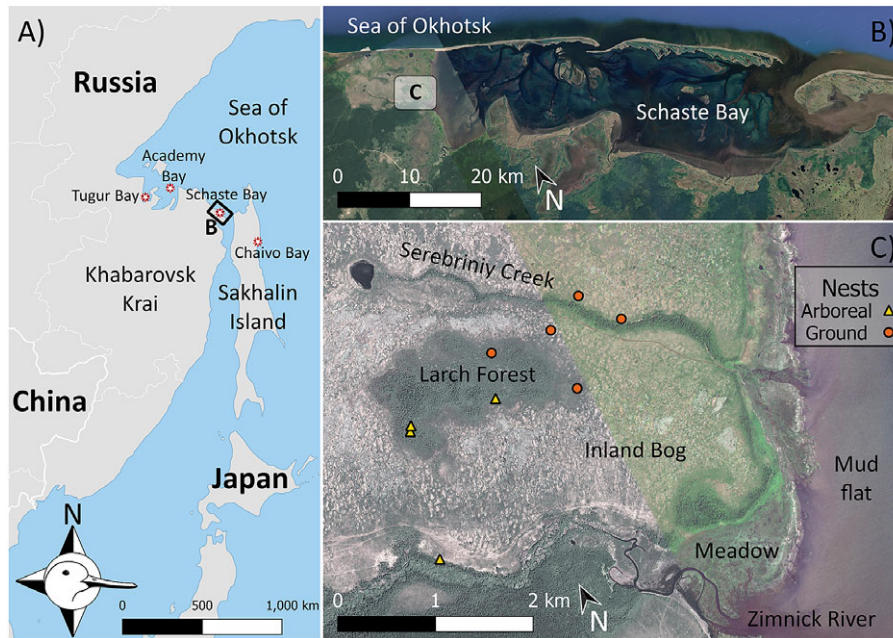 A)
Russia
Sea of
Okhotsk
Academy
Bay
Tugur Bay
Schaste Bay
B
Chaivo Bay
Khabarovsk
Krai
Sakhalin
Island
China
Japan
N
0 500 1,000 km
Sea of Okhotsk
B)
C
Schaste Bay
0 10 20 km
N
C)
Serebriniy Creek
Nests
Arboreal
Ground
Larch Forest
Inland Bog
Mud
flat
Meadow
0 1 2 km
N
Zimnick River